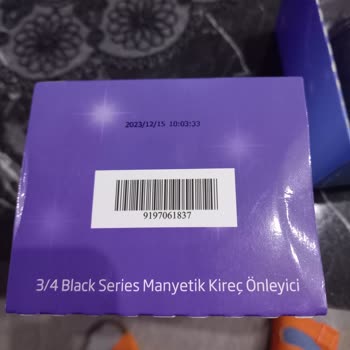 2023/12/15 10:03:33
9197061837
3/4 Black Series Manyetik Kireç Önleyici